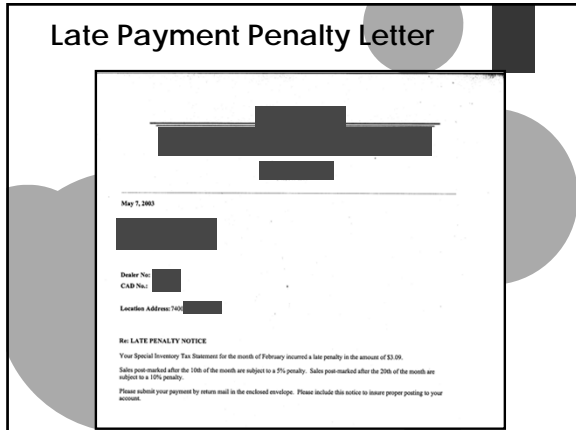 Late Payment Penalty Letter
May 7, 2003
Dealer No:
CAD No.:
Location Address: 7400
Re: LATE PENALTY NOTICE
Your Special Inventory Tax Statement for the month of February incurred a late penalty in the amount of $3.09.
Sales post-marked after the 10th of the month are subject to a 5% penalty. Sales post-marked after the 20th of the month are
subject to a 10% penalty.
Please submit your payment by return mail in the enclosed envelope. Please include this notice to insure proper posting to your
account.